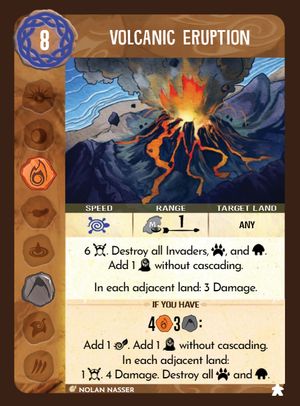 8
VOLCANIC ERUPTION
SPEED RANGE TARGET LAND
1 ANY
6 . Destroy all Invaders, , and .
Add 1 without cascading.
In each adjacent land: 3 Damage.
IF YOU HAVE
4 3 :
Add 1 . Add 1 without cascading.
In each adjacent land:
1 . 4 Damage. Destroy all and .
NOLAN NASSER